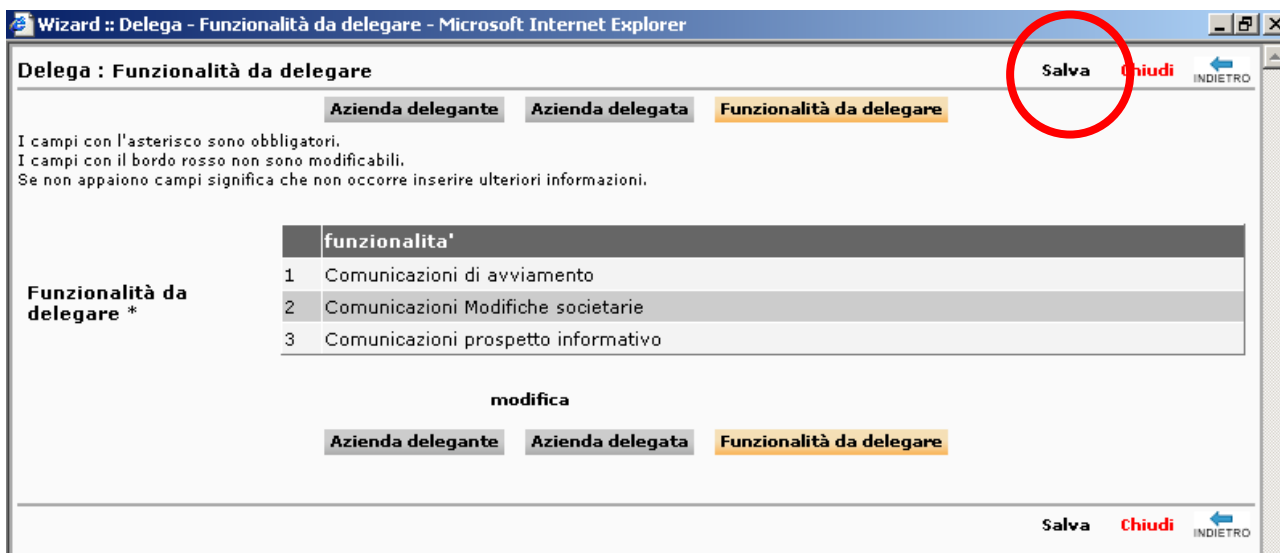 Wizard :: Delega - Funzionalità da delegare - Microsoft Internet Explorer
Delega : Funzionalità da delegare
Salva Chiudi INDIETRO
Azienda delegante Azienda delegata Funzionalità da delegare
I campi con l'asterisco sono obbligatori.
I campi con il bordo rosso non sono modificabili.
Se non appaiono campi significa che non occorre inserire ulteriori informazioni.
funzionalita'
Funzionalità da
delegare *
1 Comunicazioni di avviamento
2 Comunicazioni Modifiche societarie
3 Comunicazioni prospetto informativo
modifica
Azienda delegante Azienda delegata Funzionalità da delegare
Salva Chiudi INDIETRO